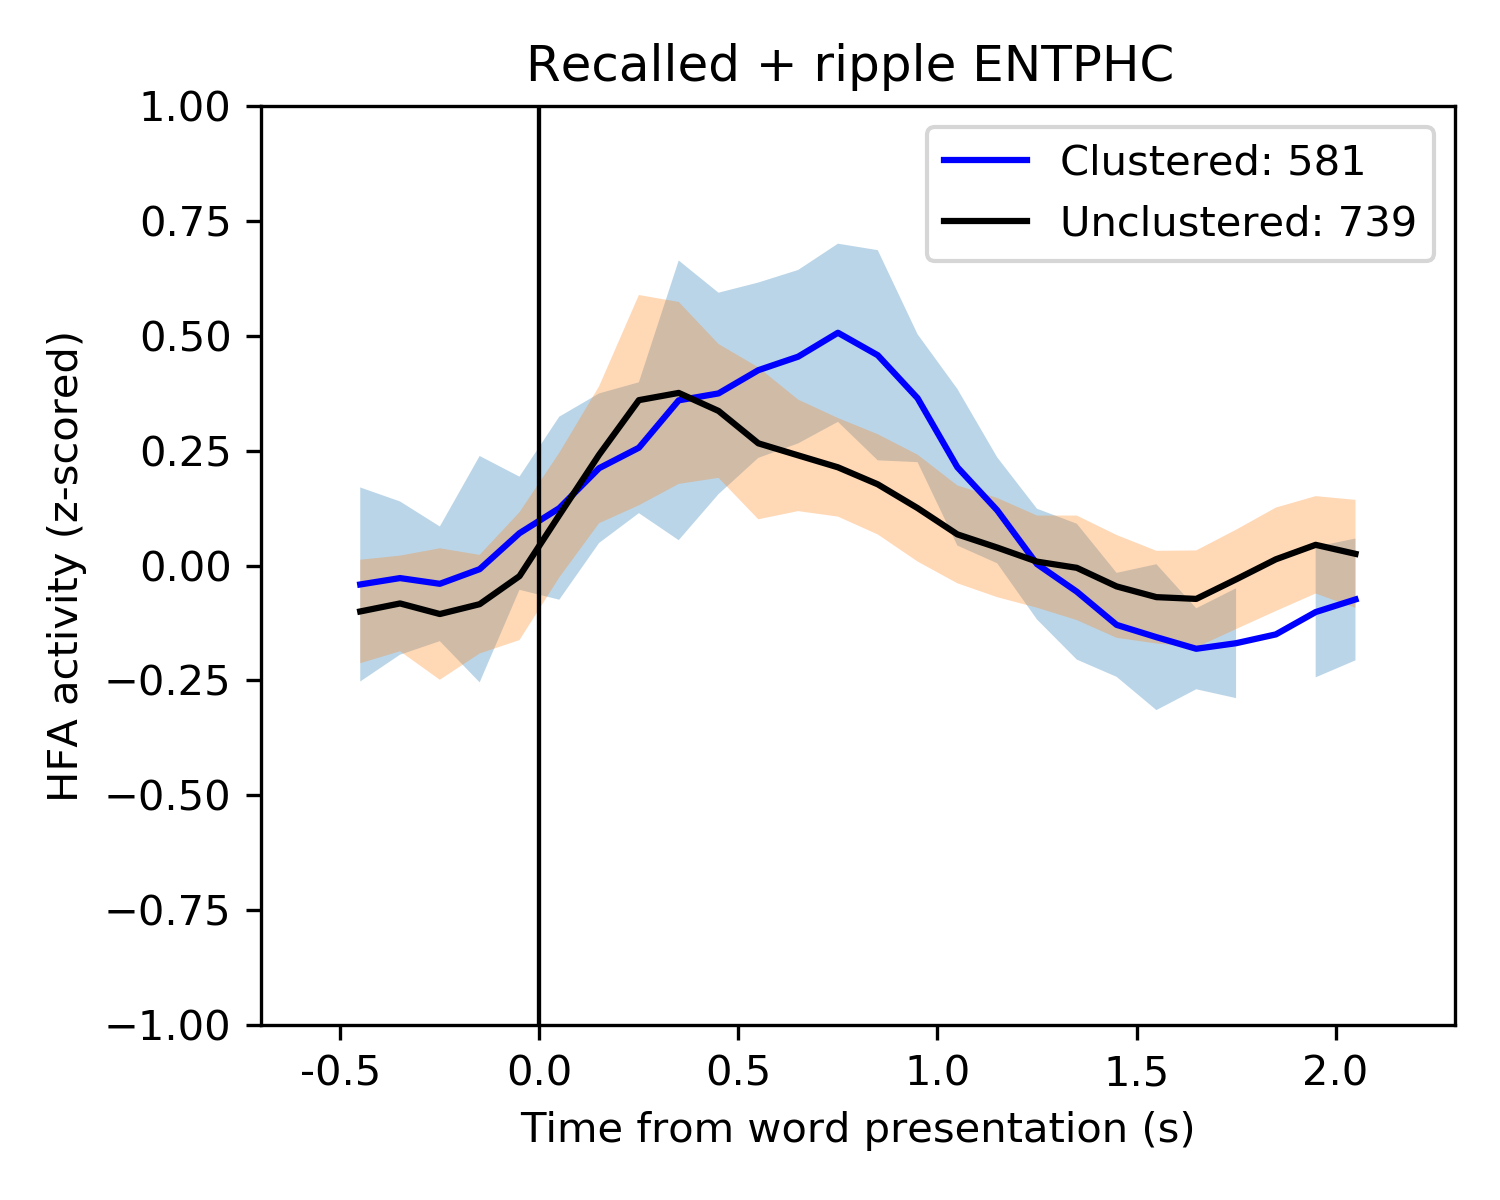 Recalled + ripple ENTPHC
Clustered: 581
Unclustered: 739
HFA activity (z-scored)
1.00
0.75
0.50
0.25
0.00
−0.25
−0.50
−0.75
−1.00
-0.5 0.0 0.5 1.0 1.5 2.0
Time from word presentation (s)